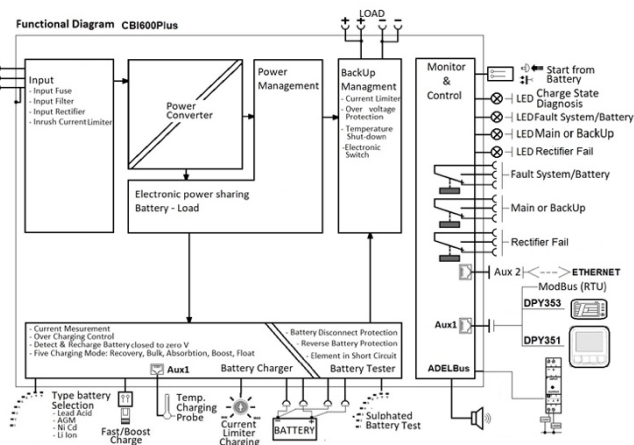 Functional Diagram CBI600Plus
LOAD
+ + - -
Input
- Input Fuse
- Input Filter
- Input Rectifier
- Inrush CurrentLimiter
Power
Converter
Power
Management
Electronic power sharing
Battery - Load
BackUp
Managment
- Current Limiter
- Over voltage
Protection
- Temperature
Shut-down
-Electronic
Switch
Monitor
&
Control
Start from
Battery
LED Charge State
Diagnosis
LED Fault System/Battery
LED Main or BackUp
LED Rectifier Fail
Fault System/Battery
Main or BackUp
Rectifier Fail
Aux 2
ETHERNET
ModBus (RTU)
DPY353
Aux1
DPY351
ADELBus
- Current Mesurement
- Over Charging Control
- Detect & Recharge Battery closed to zero V
- Five Charging Mode: Recovery, Bulk, Absorbtion, Boost, Float
Aux1
Battery Charger
- Battery Disconnect Protection
- Reverse Battery Protection
- Element in Short Circuit
Battery Tester
Type battery
Selection
- Lead Acid
- AGM
- Ni Cd
- Li Ion
Fast/Boost
Charge
Temp.
Charging
Probe
Current
Limiter
Charging
BATTERY
Sulphated
Battery Test